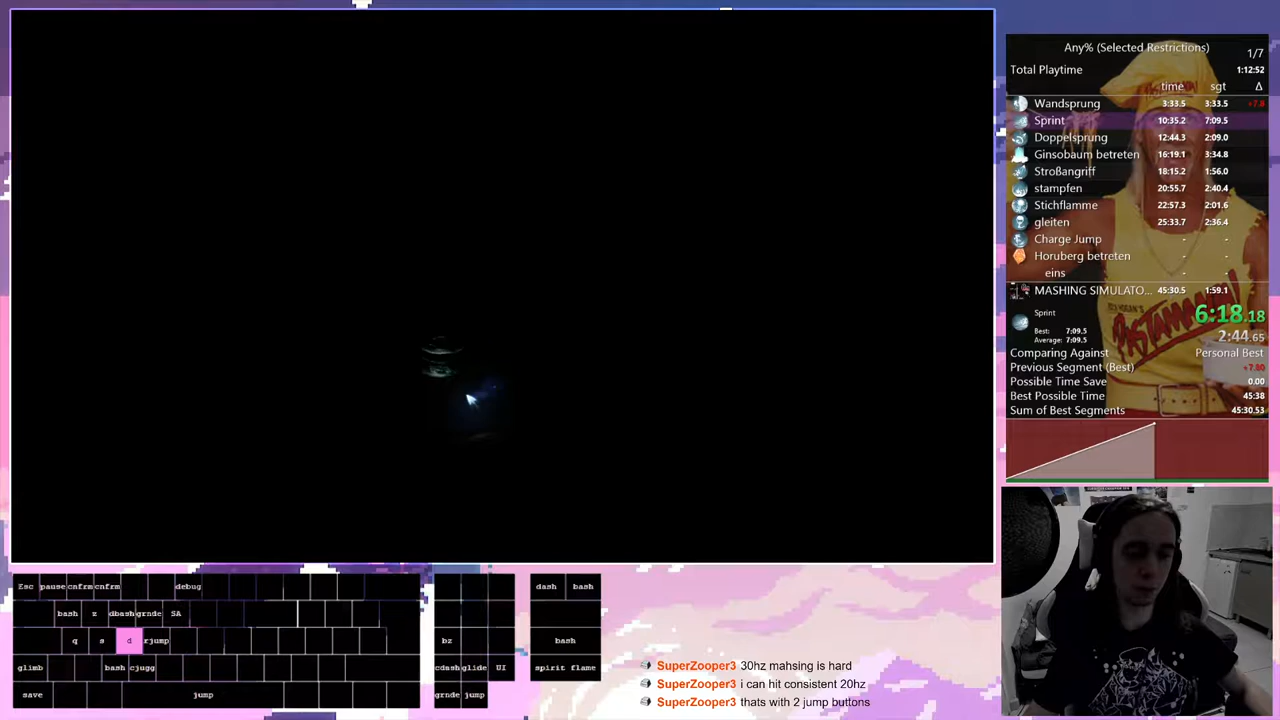 Any% (Selected Restrictions)
1/7
Total Playtime 1:12:52
time sgt Δ
Wandsprung 3:33.5 3:33.5 +7.8
Sprint 10:35.2 7:09.5
Doppelsprung 12:44.3 2:09.0
Ginsobaum betreten 16:19.1 3:34.8
Stroßangriff 18:15.2 1:56.0
stampfen 20:55.7 2:40.4
Stichflamme 22:57.3 2:01.6
gleiten 25:33.7 2:36.4
Charge Jump - -
Horuberg betreten - -
eins - -
MASHING SIMULATO... 45:30.5 1:59.1
Sprint
6:18.18
Best: 7:09.5
Average: 7:09.5
2:44.65
Comparing Against Personal Best
Previous Segment (Best) +7.80
Possible Time Save 0.00
Best Possible Time 45:38
Sum of Best Segments 45:30.53
Esc pause cnfrm cnfrm debug
bash z dbash grnde SA
q s d rjump
glimb bash cjugg
save jump
bz
cdash glide UI
grnde jump
dash bash
bash
spirit flame
SuperZooper3 30hz mahsing is hard
SuperZooper3 i can hit consistent 20hz
SuperZooper3 thats with 2 jump buttons